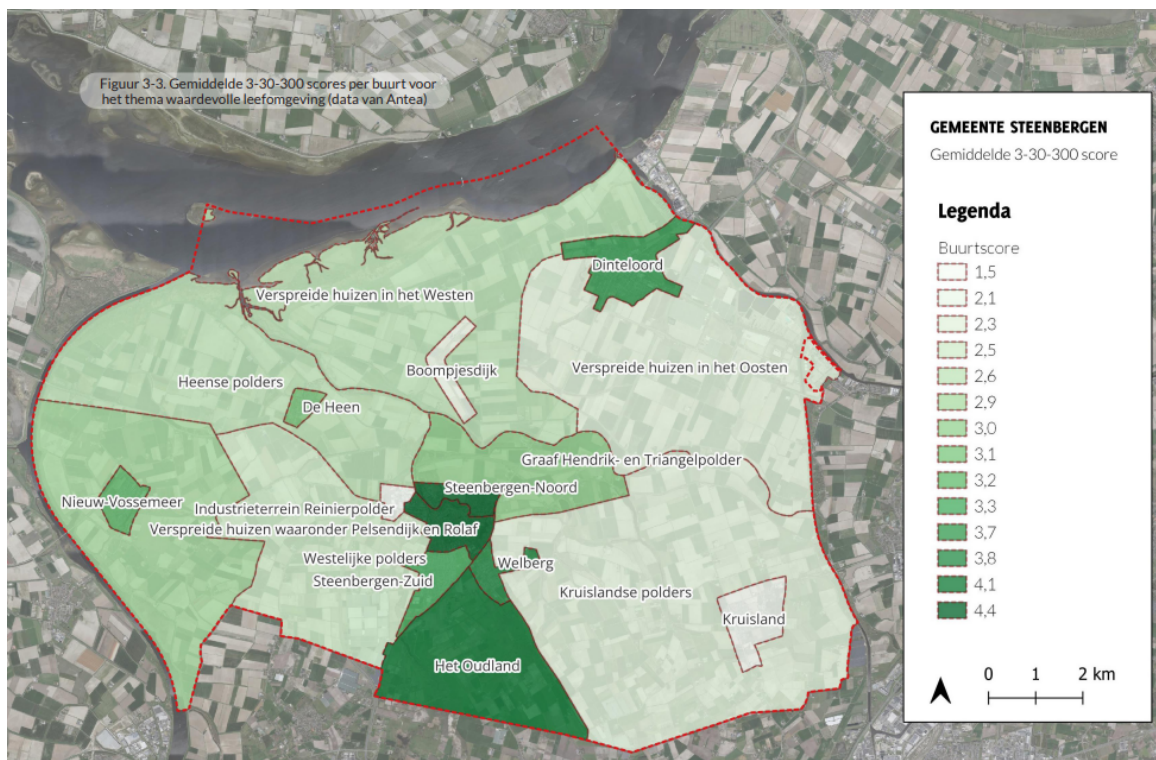 Figuur 3-3. Gemiddelde 3-30-300 scores per buurt voor
het thema waardevolle leefomgeving (data van Antea)
GEMEENTE STEENBERGEN
Gemiddelde 3-30-300 score
Legenda
Buurtscore
1,5
2,1
2,3
2,5
2,6
2,9
3,0
3,1
3,2
3,3
3,7
3,8
4,1
4,4
0 1 2 km
Dinteloord
Verspreide huizen in het Westen
Boompjesdijk
Verspreide huizen in het Oosten
Heense polders
De Heen
Graaf Hendrik- en Triangelpolder
Steenbergen-Noord
Nieuw-Vossemeer
Industrieterrein Reinierpolder
Verspreide huizen waaronder Pelsendijk en Rolaf
Westelijke polders
Welberg
Steenbergen-Zuid
Kruislandse polders
Kruisland
Het Oudland